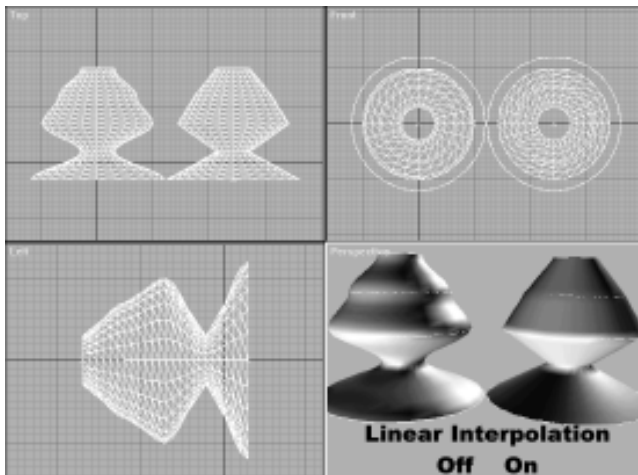 Top
Front
Left
Perspective
Linear Interpolation
Off On